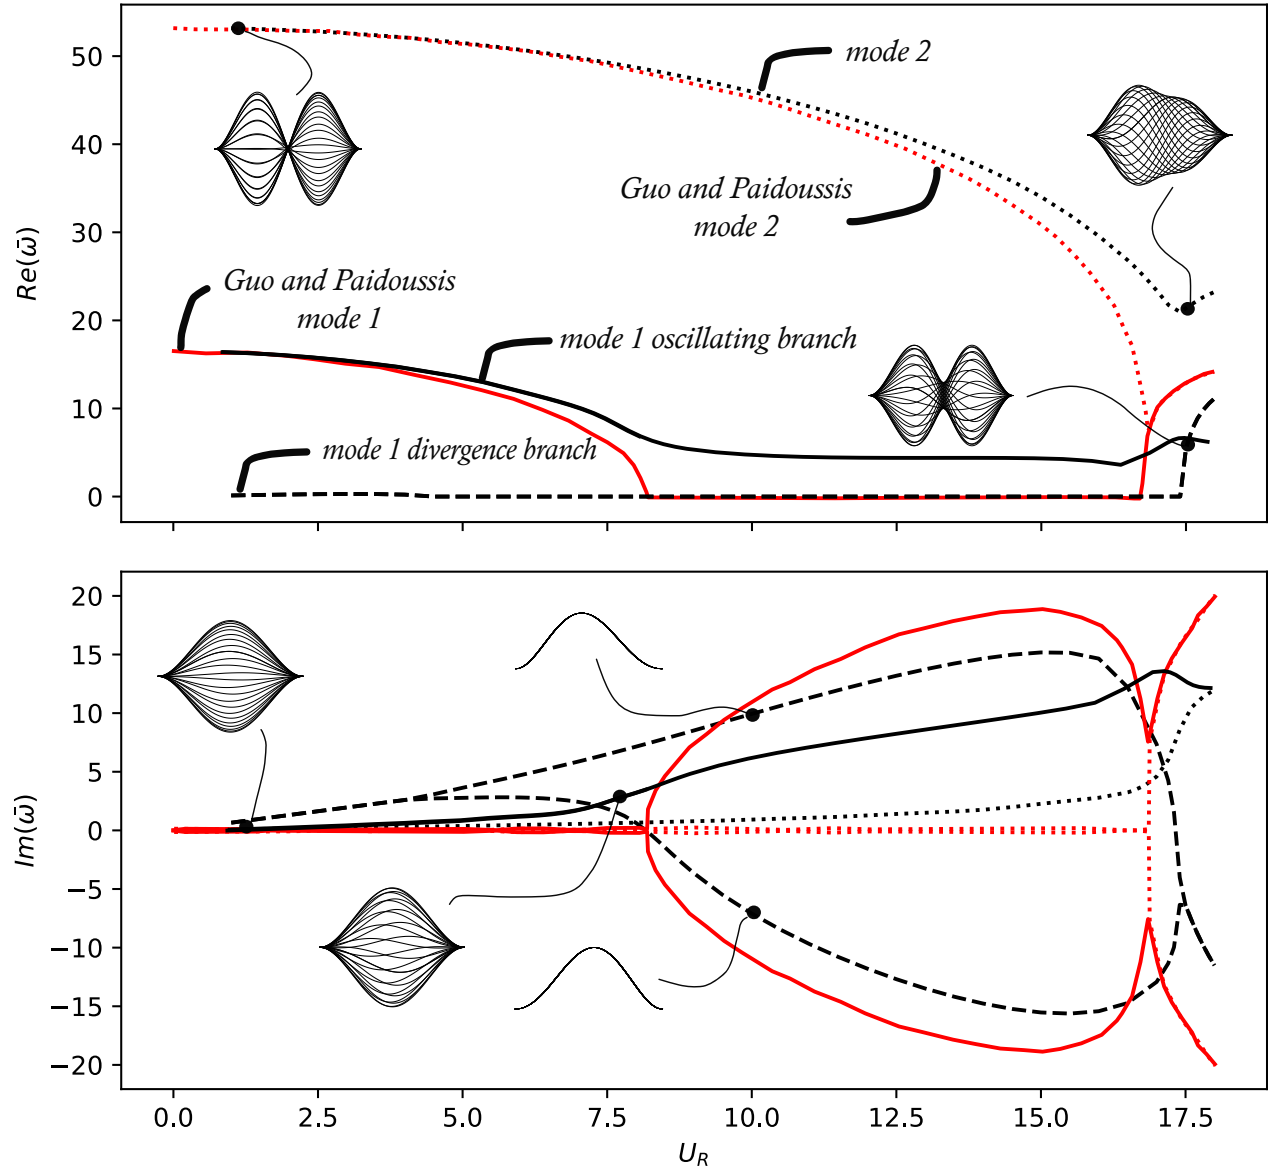 50
mode 2
40
Guo and Paidoussis
mode 2
30
Re(ω̄)
Guo and Paidoussis
mode 1
20
mode 1 oscillating branch
10
mode 1 divergence branch
0
20
15
10
5
0
Im(ω̄)
−5
−10
−15
−20
0.0 2.5 5.0 7.5 10.0 12.5 15.0 17.5
U_R